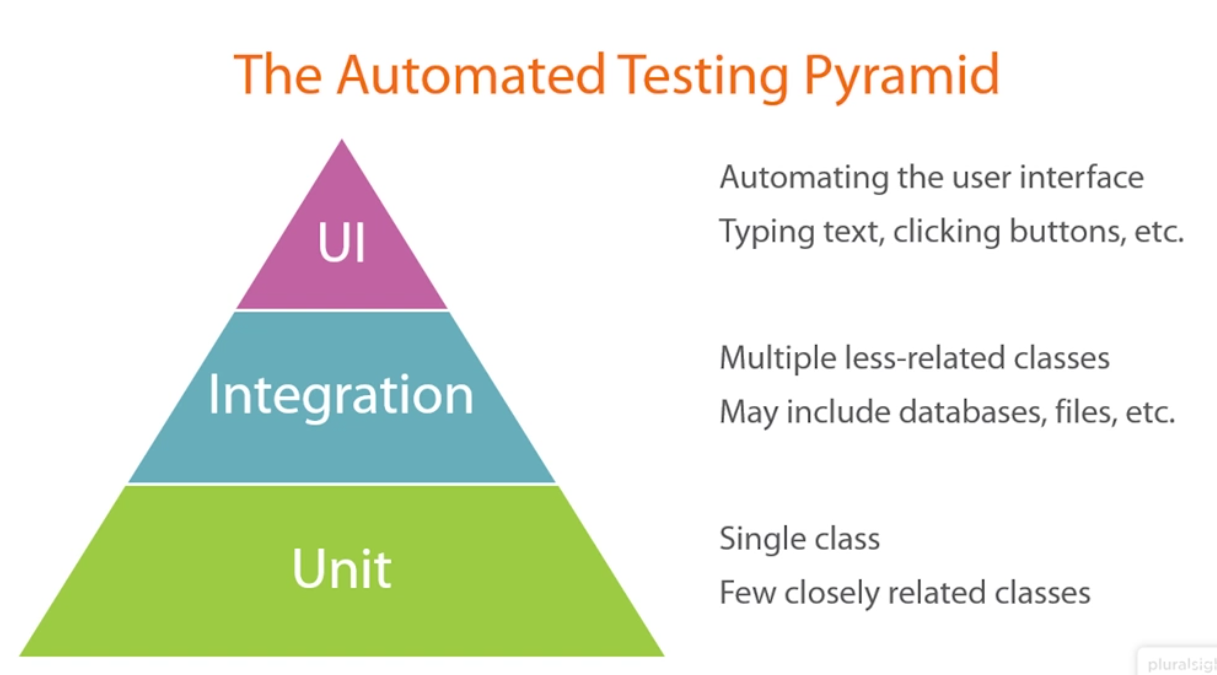 The Automated Testing Pyramid
UI
Automating the user interface
Typing text, clicking buttons, etc.
Integration
Multiple less-related classes
May include databases, files, etc.
Unit
Single class
Few closely related classes